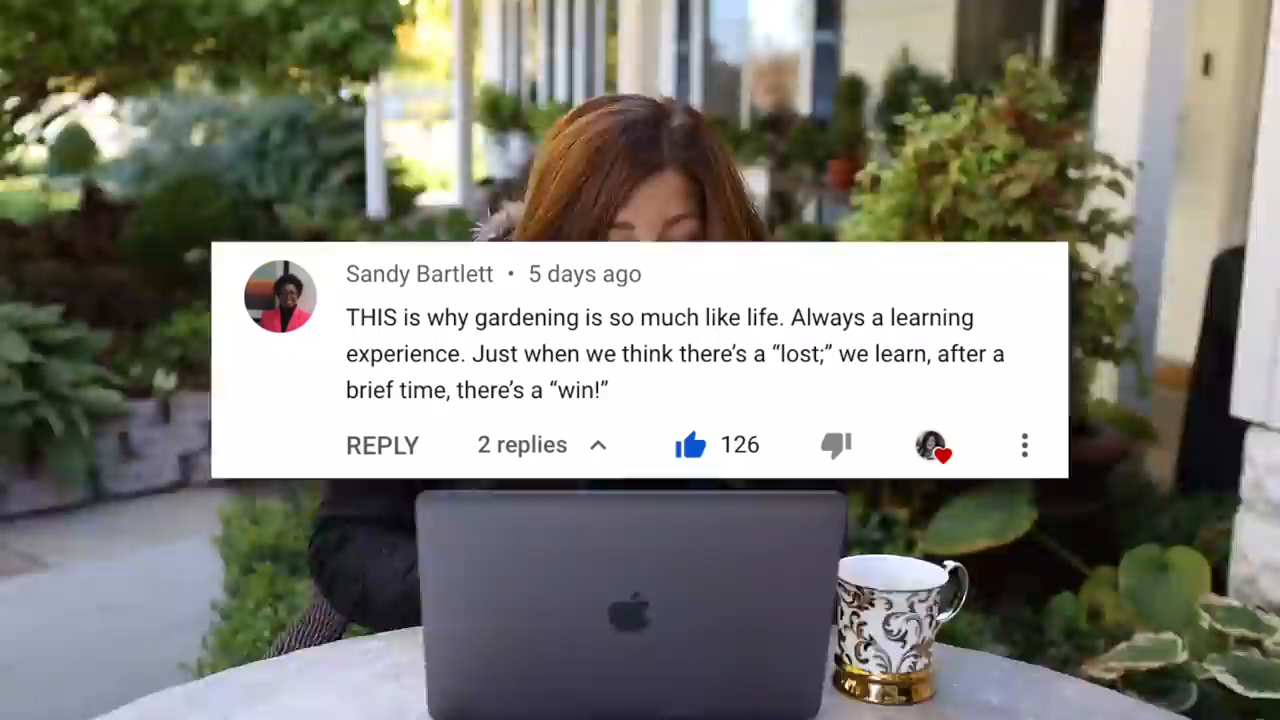 Sandy Bartlett • 5 days ago
THIS is why gardening is so much like life. Always a learning
experience. Just when we think there’s a “lost;” we learn, after a
brief time, there’s a “win!”
REPLY 2 replies 126